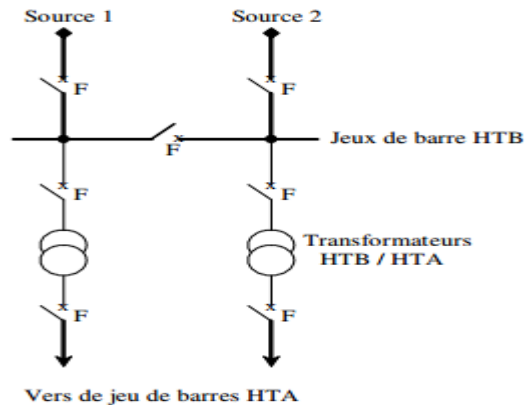 Source 1
Source 2
F
F
F
Jeux de barre HTB
F
F
Transformateurs
HTB / HTA
F
F
Vers de jeu de barres HTA